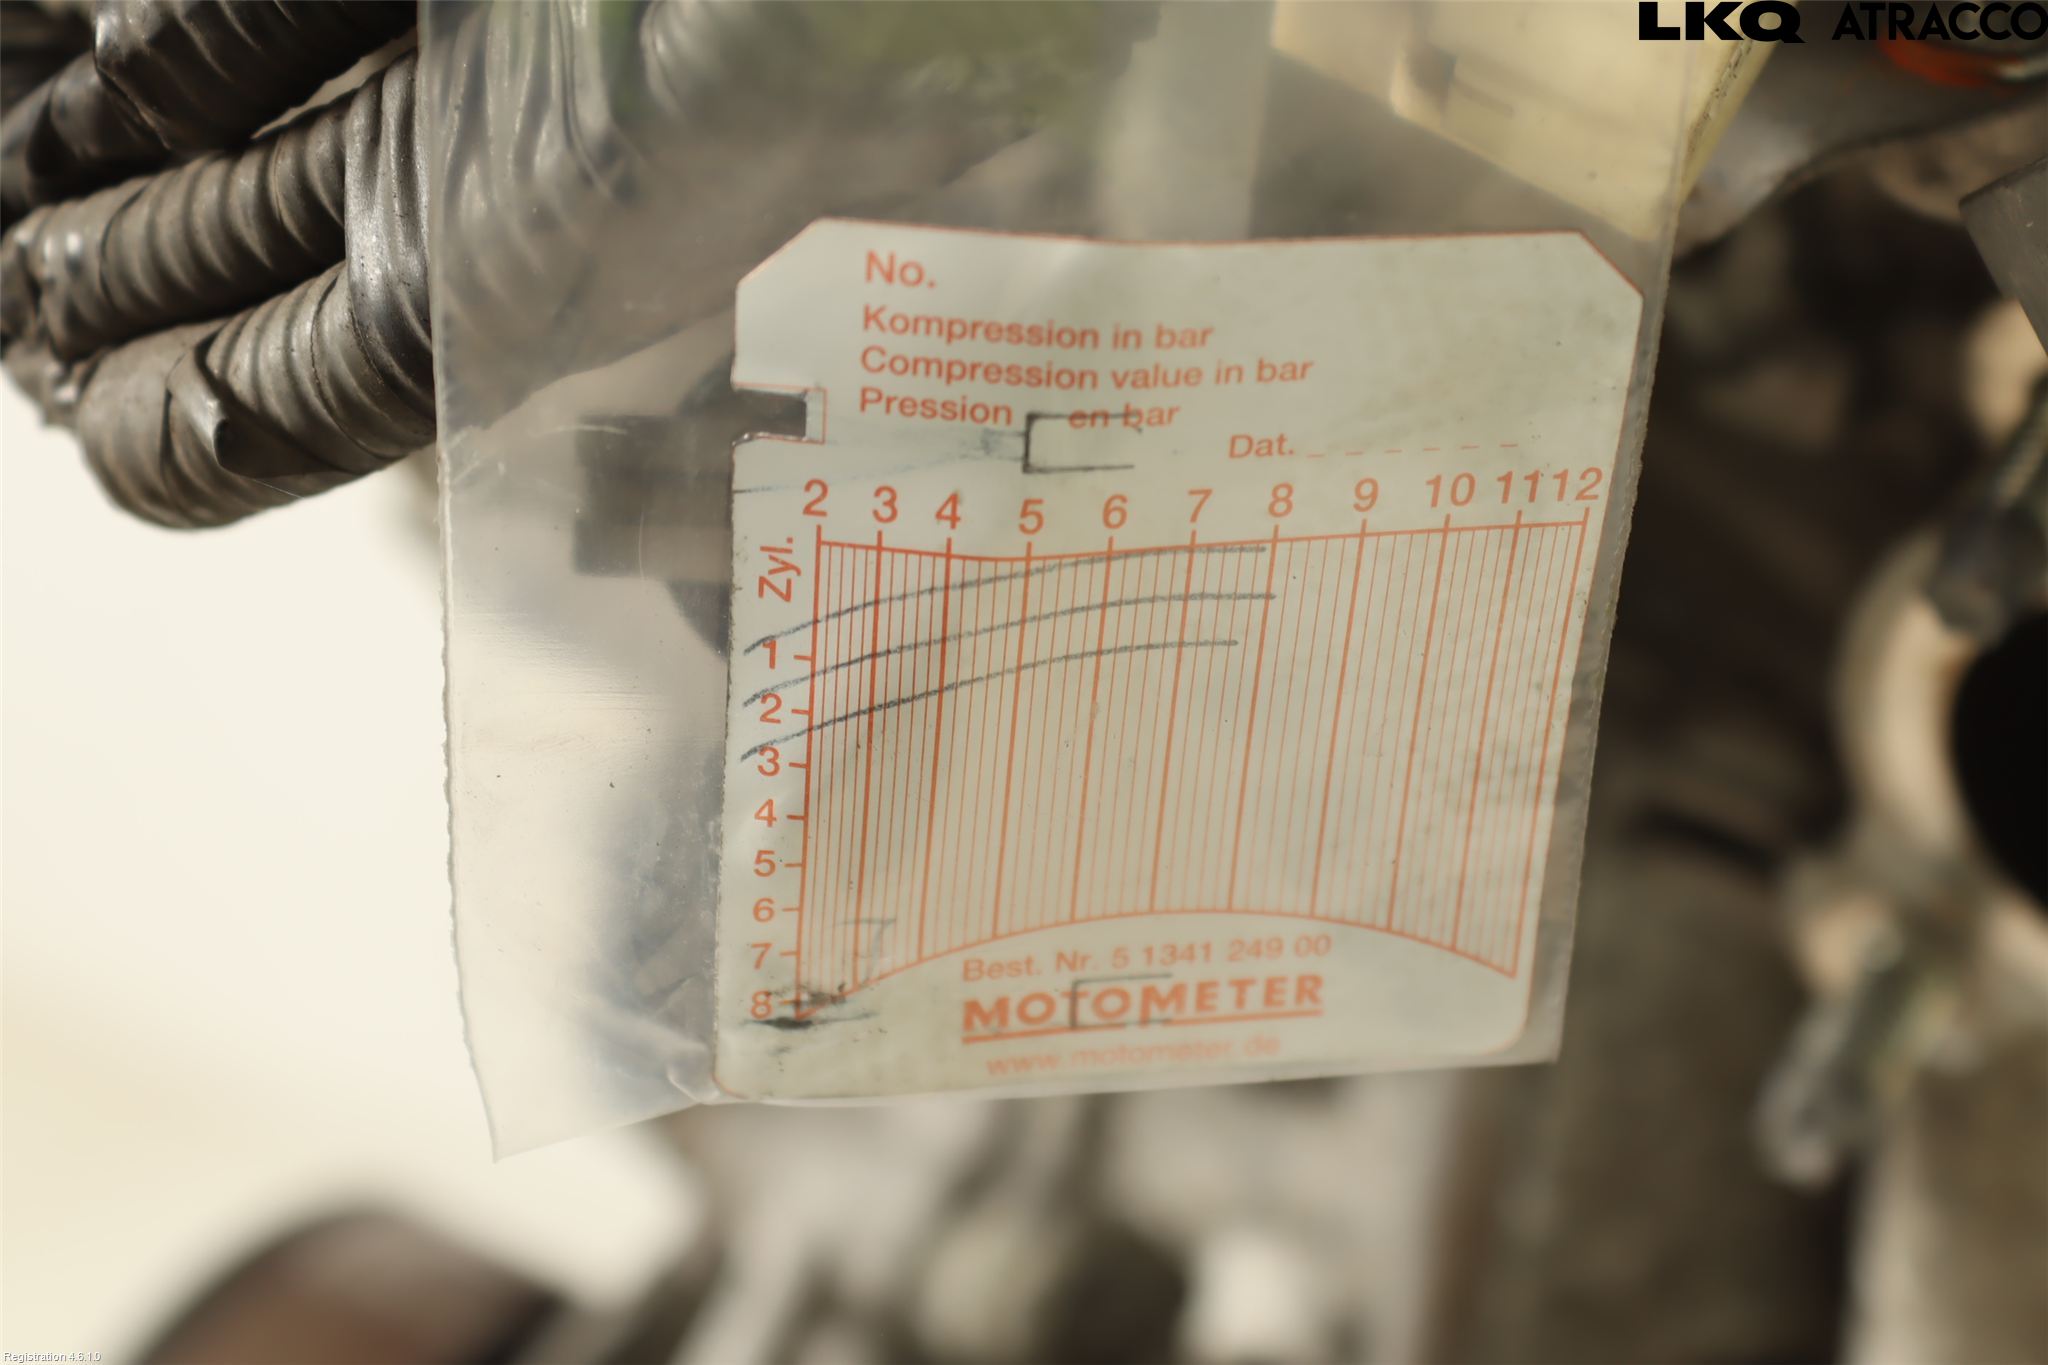 LKQ ATRACCO
No.
Kompression in bar
Compression value in bar
Pression en bar
Dat.
2 3 4 5 6 7 8 9 10 11 12
Zyl.
1
2
3
4
5
6
7
8
Best. Nr. 5 1341 249 00
MOTOMETER
www.motometer.de
Registration 4.6.1.0